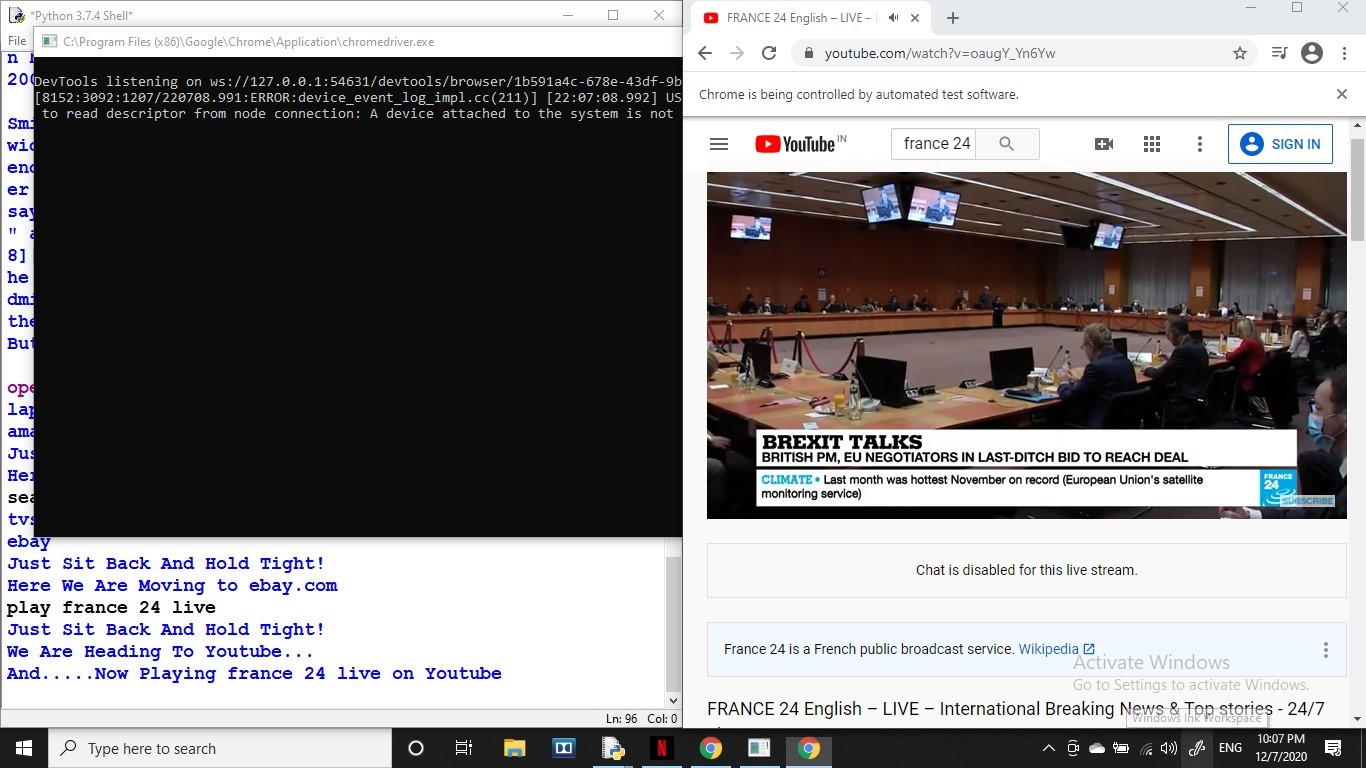 *Python 3.7.4 Shell*
File
C:\Program Files (x86)\Google\Chrome\Application\chromedriver.exe
DevTools listening on ws://127.0.0.1:54631/devtools/browser/1b591a4c-678e-43df-9b
[8152:3092:1207/220708.991:ERROR:device_event_log_impl.cc(211)] [22:07:08.992] US
to read descriptor from node connection: A device attached to the system is not
200
Smi
wid
end
er
say
" a
8]
he
dmi
the
But
ope
lap
ama
Jus
Her
sea
tvs
ebay
Just Sit Back And Hold Tight!
Here We Are Moving to ebay.com
play france 24 live
Just Sit Back And Hold Tight!
We Are Heading To Youtube...
And.....Now Playing france 24 live on Youtube
Ln: 96 Col: 0
FRANCE 24 English – LIVE –
youtube.com/watch?v=oaugY_Yn6Yw
Chrome is being controlled by automated test software.
YouTube IN
france 24
SIGN IN
BREXIT TALKS
BRITISH PM, EU NEGOTIATORS IN LAST-DITCH BID TO REACH DEAL
CLIMATE • Last month was hottest November on record (European Union's satellite
monitoring service)
FRANCE
24
SUBSCRIBE
Chat is disabled for this live stream.
France 24 is a French public broadcast service. Wikipedia
Activate Windows
Go to Settings to activate Windows.
FRANCE 24 English – LIVE – International Breaking News & Top stories - 24/7
Windows Ink Workspace
Type here to search
ENG
10:07 PM
12/7/2020